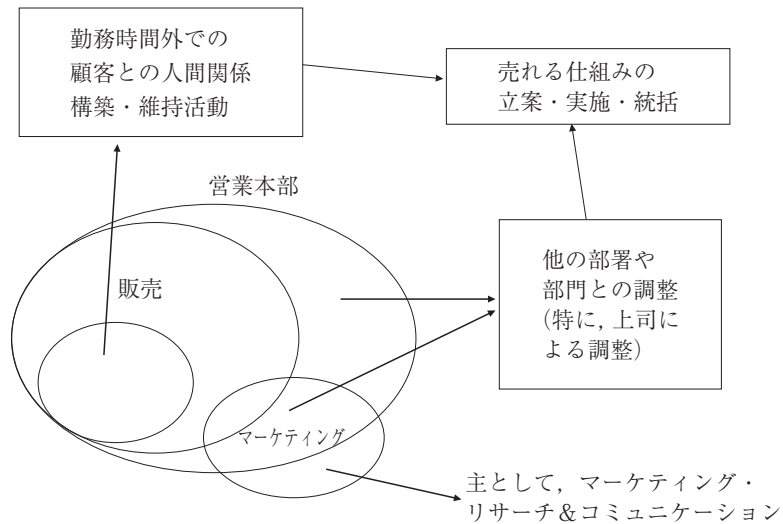 勤務時間外での
顧客との人間関係
構築・維持活動
売れる仕組みの
立案・実施・統括
営業本部
販売
他の部署や
部門との調整
(特に, 上司に
よる調整)
マーケティング
主として，マーケティング・
リサーチ&コミュニケーション